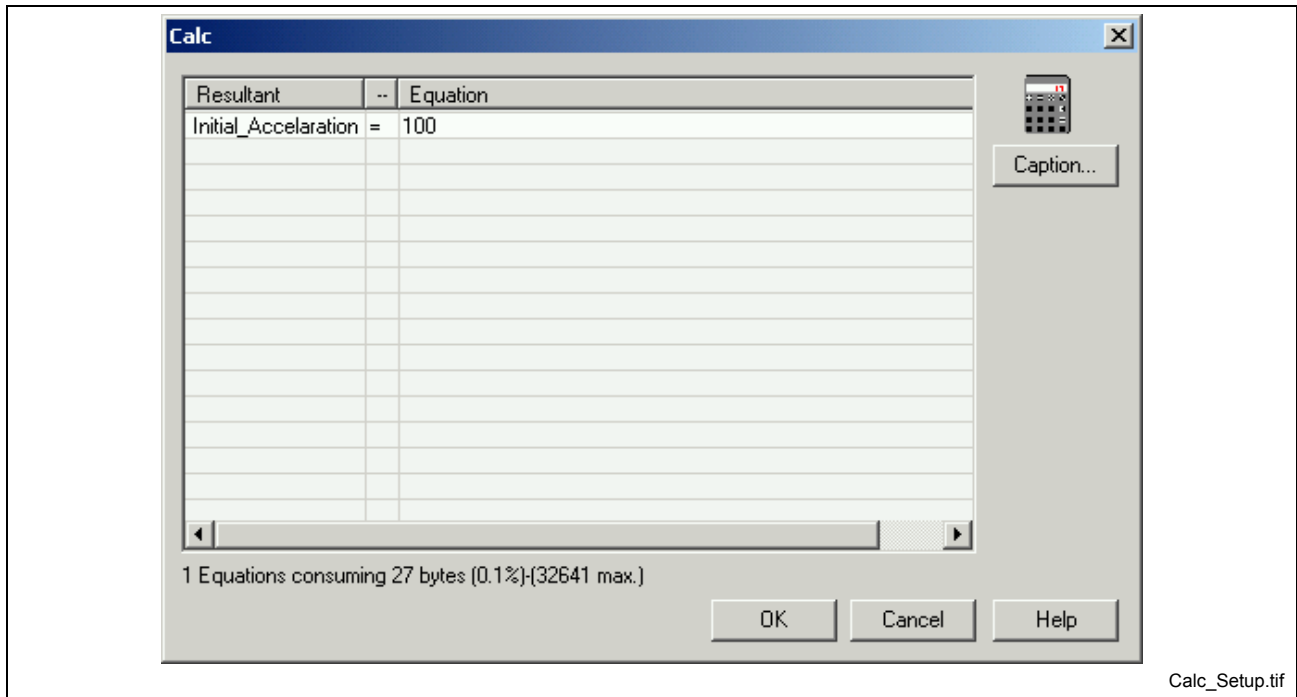 Calc
Resultant -- Equation
Initial_Accelaration = 100
Caption...
1 Equations consuming 27 bytes (0.1%)-(32641 max.)
OK Cancel Help
Calc_Setup.tif